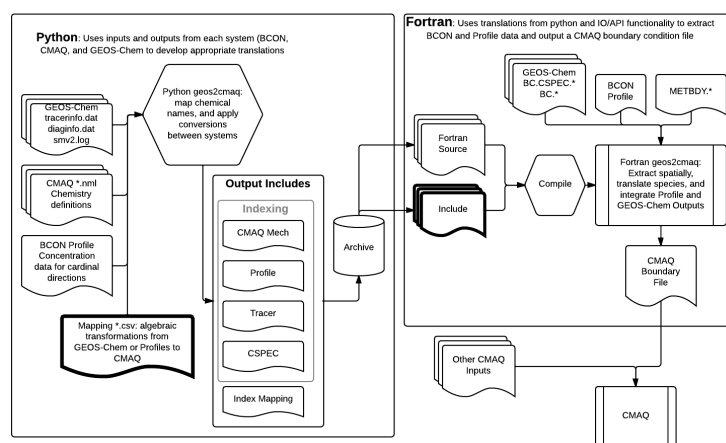 Python: Uses inputs and outputs from each system (BCON,
CMAQ, and GEOS-Chem to develop appropriate translations
GEOS-Chem
tracerinfo.dat
diaginfo.dat
smv2.log
CMAQ *.nml
Chemistry
definitions
BCON Profile
Concentration
data for cardinal
directions
Mapping *.csv: algebraic
transformations from
GEOS-Chem or Profiles to
CMAQ
Python geos2cmaq:
map chemical
names, and apply
conversions
between systems
Output Includes
Indexing
CMAQ Mech
Profile
Tracer
CSPEC
Index Mapping
Archive
Fortran: Uses translations from python and IO/API functionality to extract
BCON and Profile data and output a CMAQ boundary condition file
GEOS-Chem
BC.CSPEC.*
BC.*
BCON
Profile
METBDY.*
Fortran
Source
Include
Compile
Fortran geos2cmaq:
Extract spatially,
translate species,
and integrate Profile and
GEOS-Chem Outputs
CMAQ
Boundary
File
Other CMAQ
Inputs
CMAQ